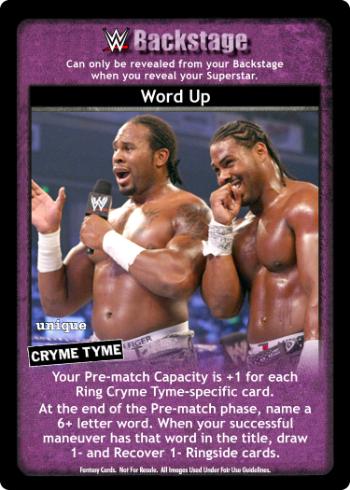 W Backstage
Can only be revealed from your Backstage
when you reveal your Superstar.
Word Up
W
unique
CRYME TYME
FIGER
Your Pre-match Capacity is +1 for each
Ring Cryme Tyme-specific card.
At the end of the Pre-match phase, name a
6+ letter word. When your successful
maneuver has that word in the title, draw
1- and Recover 1- Ringside cards.
Fantasy Cards. Not For Resale. All Images Used Under Fair Use Guidelines.